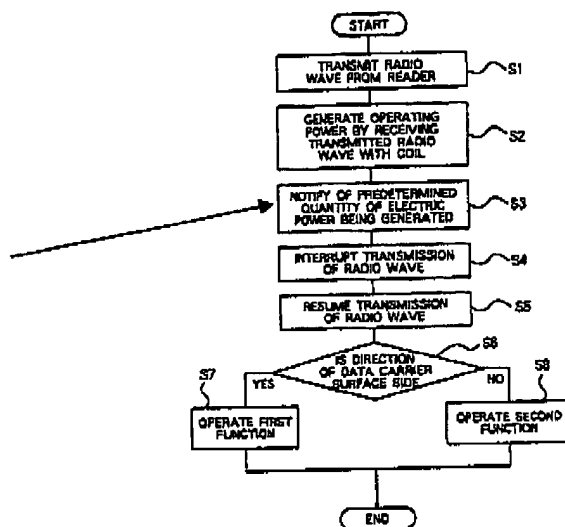 START
TRANSMIT RADIO
WAVE FROM READER
S1
GENERATE OPERATING
POWER BY RECEIVING
TRANSMITTED RADIO
WAVE WITH COIL
S2
NOTIFY OF PREDETERMINED
QUANTITY OF ELECTRIC
POWER BEING GENERATED
S3
INTERRUPT TRANSMISSION
OF RADIO WAVE
S4
RESUME TRANSMISSION
OF RADIO WAVE
S5
S6
IS DIRECTION
OF DATA CARRIER
SURFACE SIDE
S7
YES
NO
S8
OPERATE FIRST
FUNCTION
OPERATE SECOND
FUNCTION
END